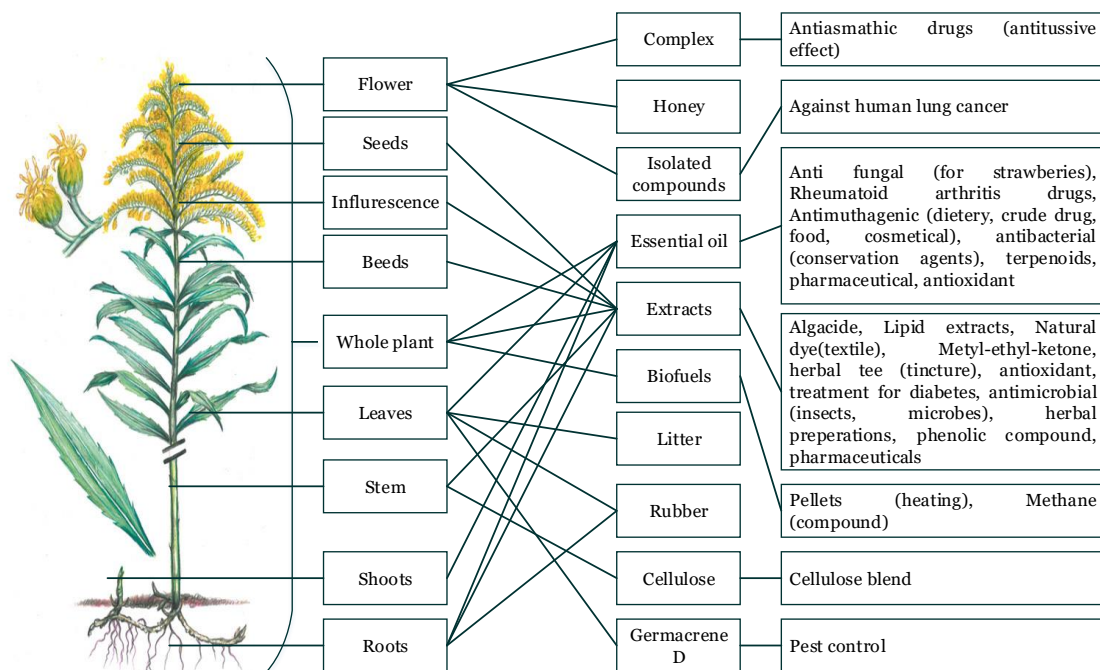 Flower
Seeds
Influrescence
Beeds
Whole plant
Leaves
Stem
Shoots
Roots
Complex
Honey
Isolated
compounds
Essential oil
Extracts
Biofuels
Litter
Rubber
Cellulose
Germacrene
D
Antiasmathic drugs (antitussive
effect)
Against human lung cancer
Anti fungal (for strawberies),
Rheumatoid arthritis drugs,
Antimuthagenic (dietery, crude drug,
food, cosmetical), antibacterial
(conservation agents), terpenoids,
pharmaceutical, antioxidant
Algacide, Lipid extracts, Natural
dye(textile), Metyl-ethyl-ketone,
herbal tee (tincture), antioxidant,
treatment for diabetes, antimicrobial
(insects, microbes), herbal
preperations, phenolic compound,
pharmaceuticals
Pellets (heating), Methane
(compound)
Cellulose blend
Pest control